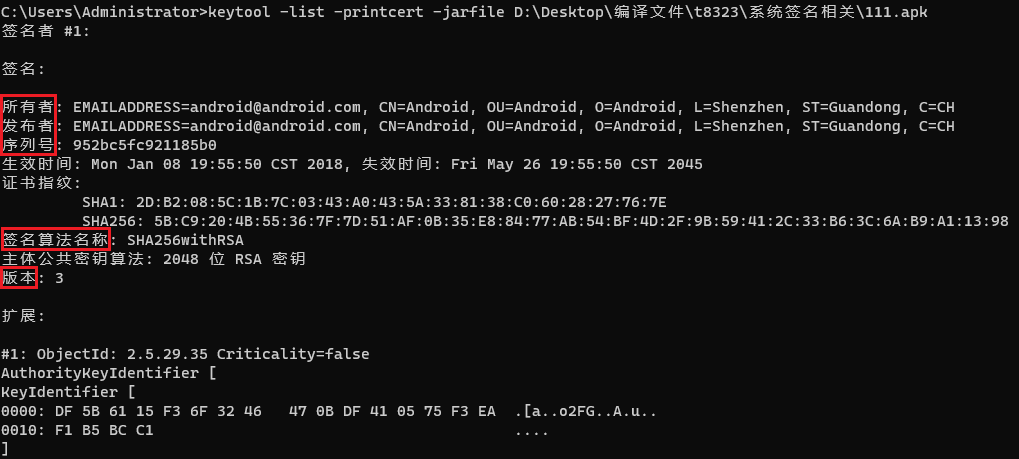 C:\Users\Administrator>keytool -list -printcert -jarfile D:\Desktop\编译文件\t8323\系统签名相关\111.apk
签名者 #1:
签名:
所有者: EMAILADDRESS=android@android.com, CN=Android, OU=Android, O=Android, L=Shenzhen, ST=Guandong, C=CH
发布者: EMAILADDRESS=android@android.com, CN=Android, OU=Android, O=Android, L=Shenzhen, ST=Guandong, C=CH
序列号: 952bc5fc921185b0
生效时间: Mon Jan 08 19:55:50 CST 2018, 失效时间: Fri May 26 19:55:50 CST 2045
证书指纹:
SHA1: 2D:B2:08:5C:1B:7C:03:43:A0:43:5A:33:81:38:C0:60:28:27:76:7E
SHA256: 5B:C9:20:4B:55:36:7F:7D:51:AF:0B:35:E8:84:77:AB:54:BF:4D:2F:9B:59:41:2C:33:B6:3C:6A:B9:A1:13:98
签名算法名称: SHA256withRSA
主体公共密钥算法: 2048 位 RSA 密钥
版本: 3
扩展:
#1: ObjectId: 2.5.29.35 Criticality=false
AuthorityKeyIdentifier [
KeyIdentifier [
0000: DF 5B 61 15 F3 6F 32 46   47 0B DF 41 05 75 F3 EA  .[a..o2FG..A.u..
0010: F1 B5 BC C1                                        ....
]